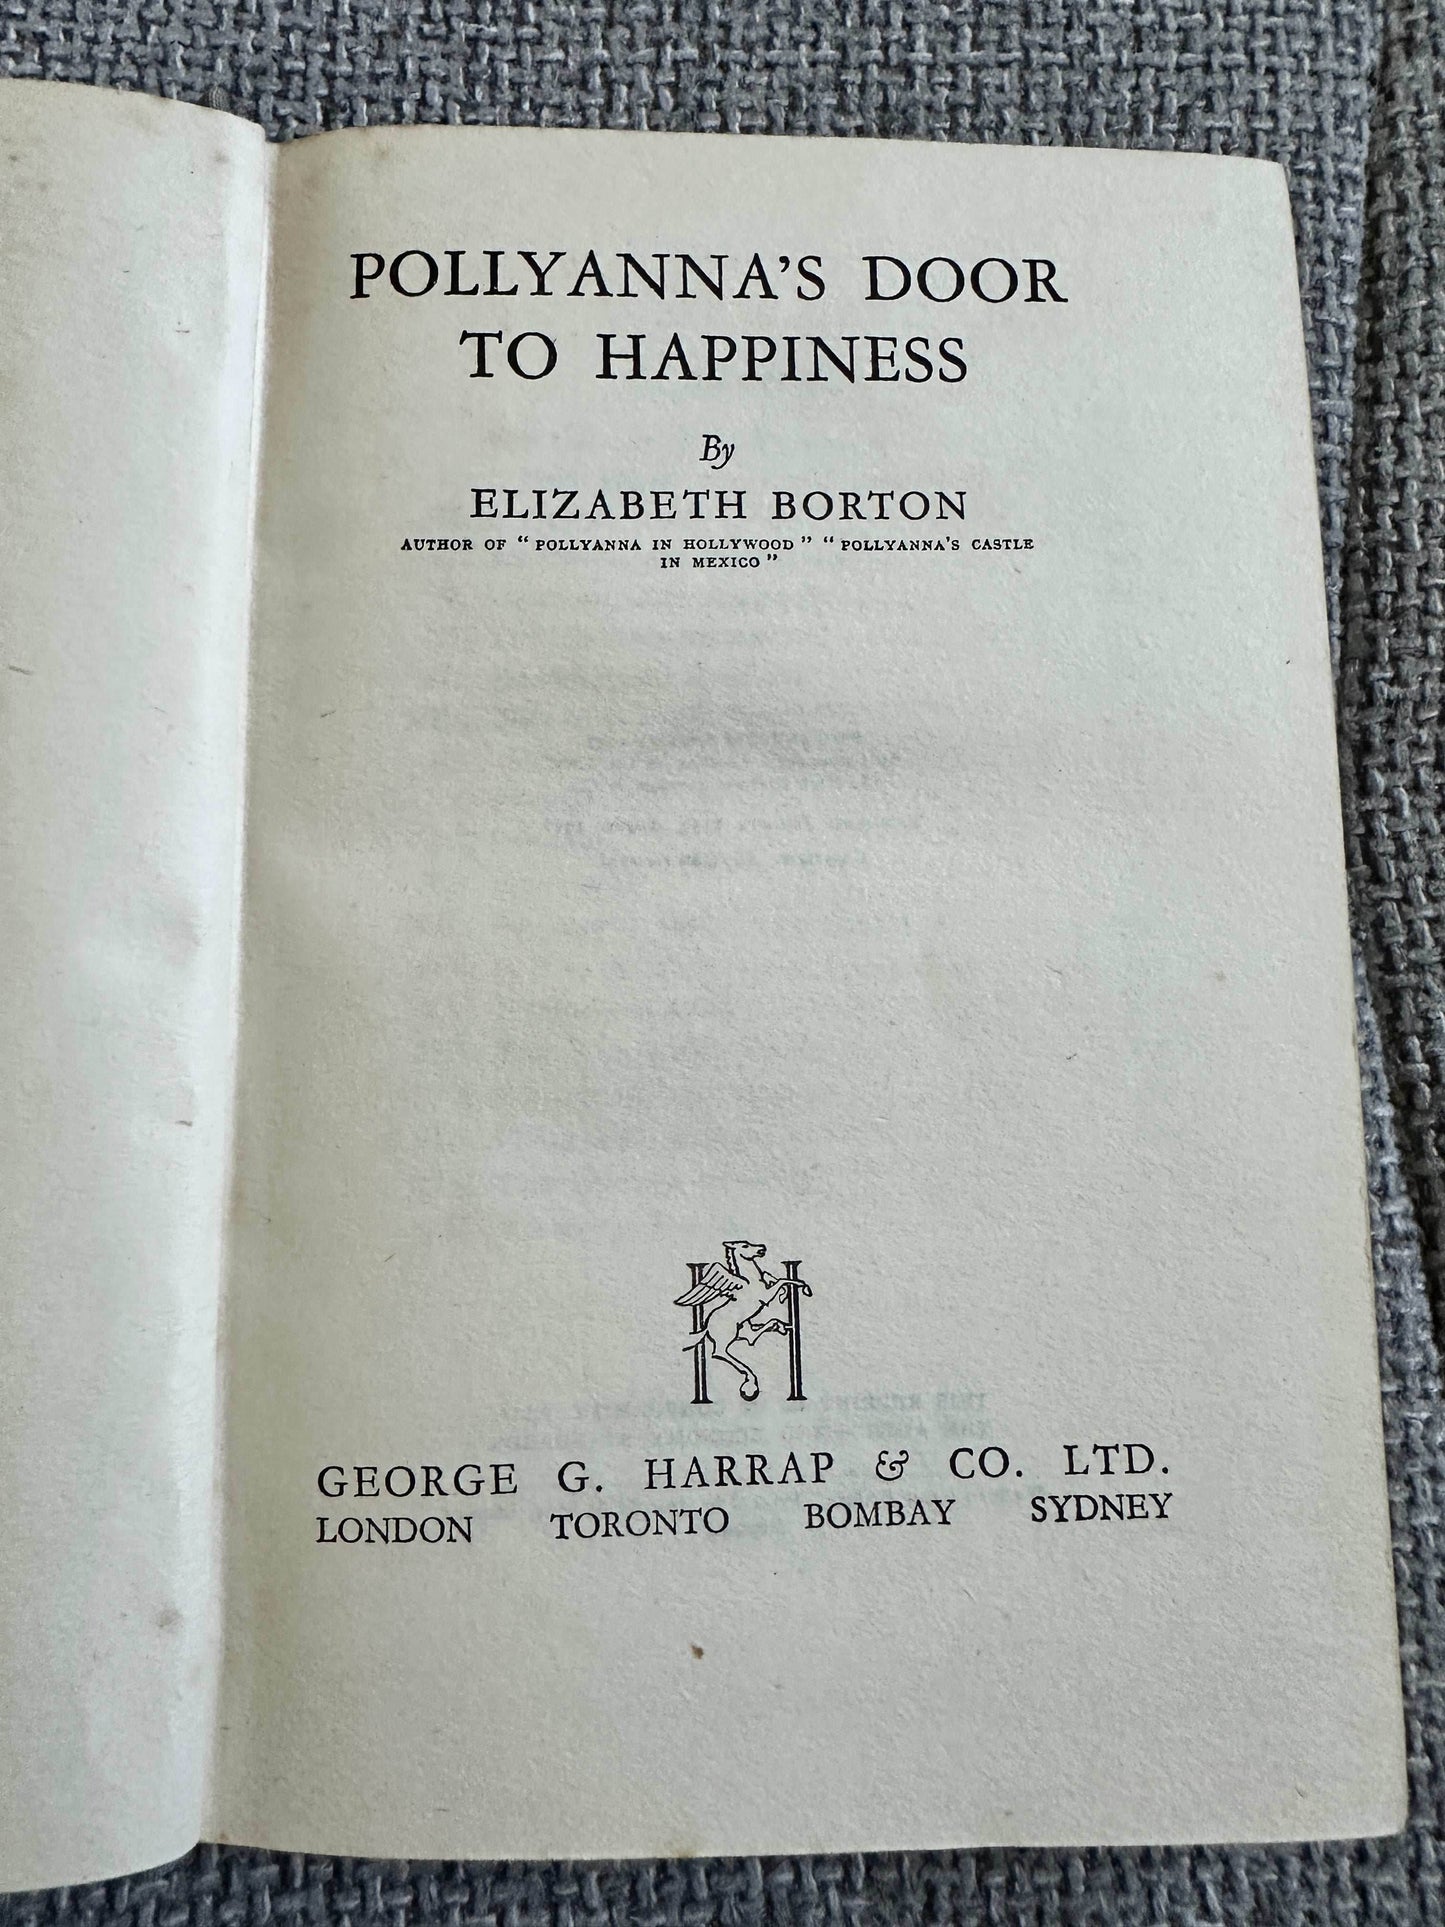 POLLYANNA'S DOOR
TO HAPPINESS
By
ELIZABETH BORTON
AUTHOR OF “ POLLYANNA IN HOLLYWOOD ” “ POLLYANNA'S CASTLE
IN MEXICO ”
H
GEORGE G. HARRAP & CO. LTD.
LONDON TORONTO BOMBAY SYDNEY